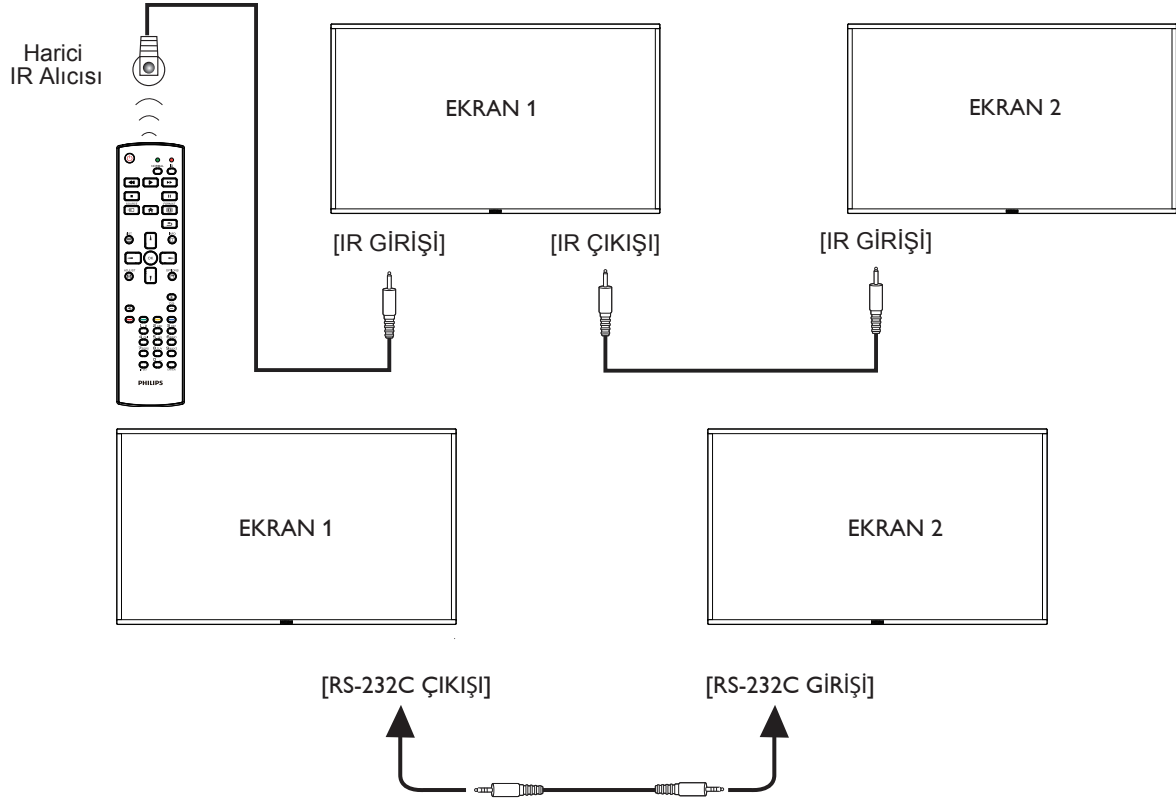 Harici
IR Alıcısı
EKRAN 1
EKRAN 2
[IR GİRİŞİ]
[IR ÇIKIŞI]
[IR GİRİŞİ]
PHILIPS
EKRAN 1
EKRAN 2
[RS-232C ÇIKIŞI]
[RS-232C GİRİŞİ]